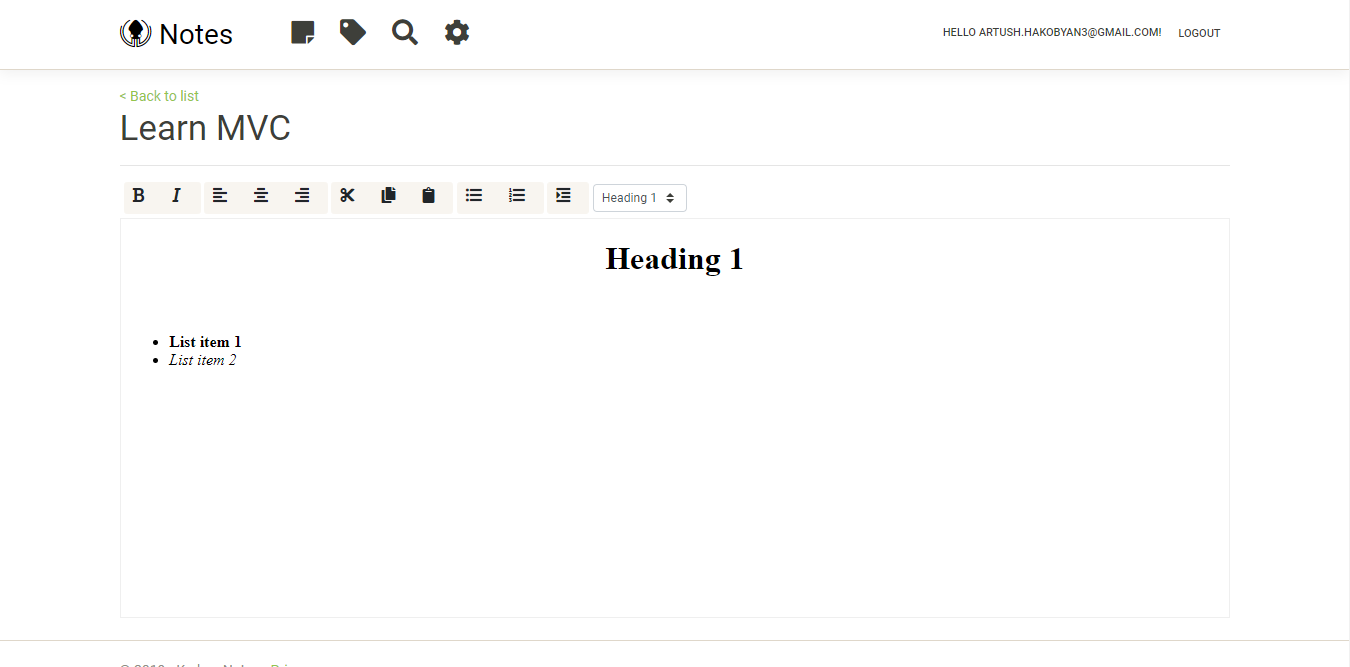 Notes
HELLO ARTUSH.HAKOBYAN3@GMAIL.COM! LOGOUT
< Back to list
Learn MVC
B I Heading 1
Heading 1
List item 1
List item 2